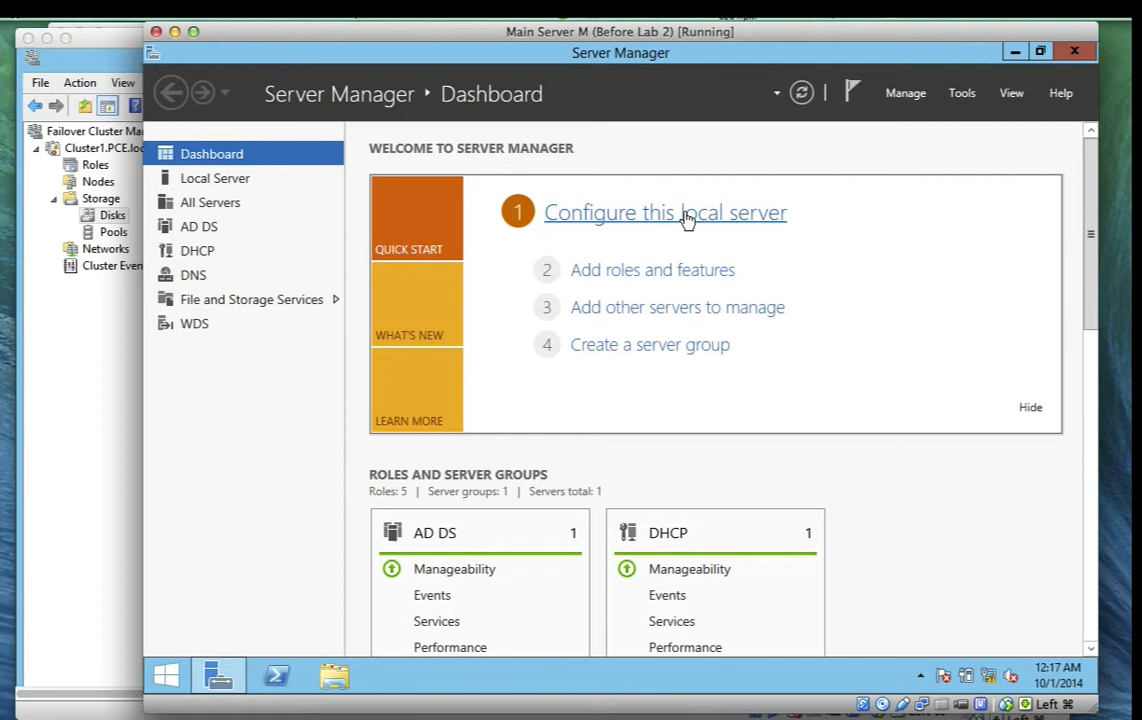 Main Server M (Before Lab 2) [Running]
Server Manager
File Action View
Server Manager ‣ Dashboard
Manage Tools View Help
Failover Cluster Ma
Cluster1.PCE.loc
Roles
Nodes
Storage
Disks
Pools
Networks
Cluster Even
Dashboard
Local Server
All Servers
AD DS
DHCP
DNS
File and Storage Services
WDS
WELCOME TO SERVER MANAGER
QUICK START
WHAT'S NEW
LEARN MORE
1 Configure this local server
2 Add roles and features
3 Add other servers to manage
4 Create a server group
Hide
ROLES AND SERVER GROUPS
Roles: 5 | Server groups: 1 | Servers total: 1
AD DS 1
Manageability
Events
Services
Performance
DHCP 1
Manageability
Events
Services
Performance
12:17 AM
10/1/2014
Left ⌘